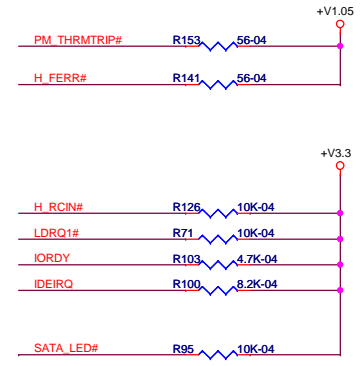 +V1.05
PM_THRMTRIP# R153 56-04
H_FERR# R141 56-04
+V3.3
H_RCIN# R126 10K-04
LDRQ1# R71 10K-04
IORDY R103 4.7K-04
IDEIRQ R100 8.2K-04
SATA_LED# R95 10K-04